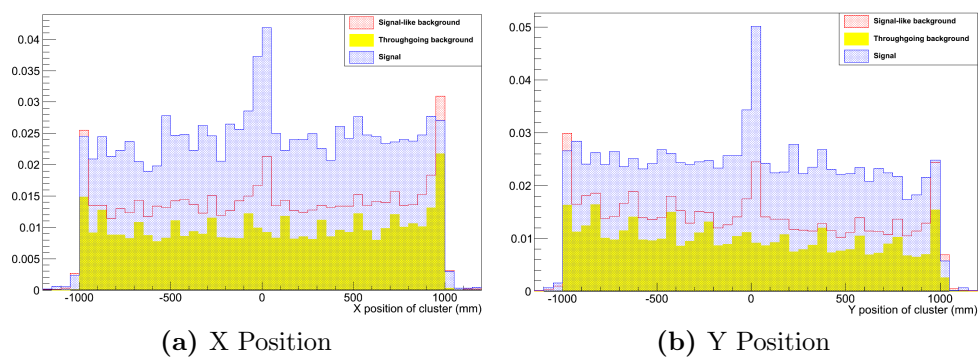 Signal-like background
Throughgoing background
Signal
0.04
0.035
0.03
0.025
0.02
0.015
0.01
0.005
0
-1000 -500 0 500 1000
X position of cluster (mm)
(a) X Position
Signal-like background
Throughgoing background
Signal
0.05
0.04
0.03
0.02
0.01
0
-1000 -500 0 500 1000
Y position of cluster (mm)
(b) Y Position